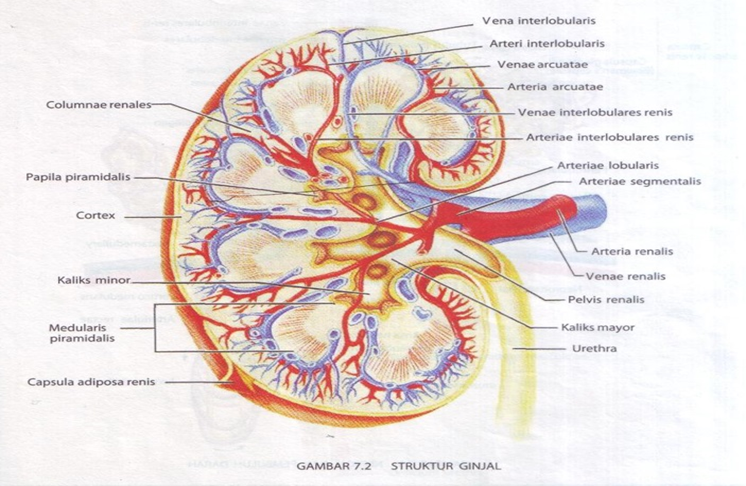 Vena interlobularis
Arteri interlobularis
Venae arcuatae
Arteria arcuatae
Venae interlobulares renis
Arteriae interlobulares renis
Arteriae lobularis
Arteriae segmentalis
Arteria renalis
Venae renalis
Pelvis renalis
Kaliks mayor
Urethra
Columnae renales
Papila piramidalis
Cortex
Kaliks minor
Medularis
piramidalis
Capsula adiposa renis
GAMBAR 7.2 STRUKTUR GINJAL